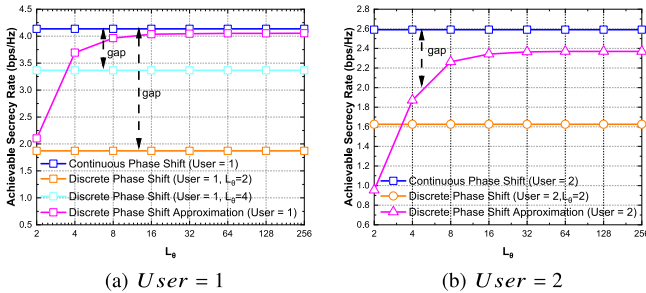 Achievable Secrecy Rate (bps/Hz)
4.5
4.0
3.5
3.0
2.5
2.0
1.5
1.0
0.5
gap
gap
Continuous Phase Shift (User = 1)
Discrete Phase Shift (User = 1, Lθ=2)
Discrete Phase Shift (User = 1, Lθ=4)
Discrete Phase Shift Approximation (User = 1)
2 4 8 16 32 64 128 256
Lθ
(a) User = 1
Achievable Secrecy Rate (bps/Hz)
2.8
2.6
2.4
2.2
2.0
1.8
1.6
1.4
1.2
1.0
0.8
0.6
gap
Continuous Phase Shift (User = 2)
Discrete Phase Shift (User = 2,Lθ=2)
Discrete Phase Shift Approximation (User = 2)
2 4 8 16 32 64 128 256
Lθ
(b) User = 2